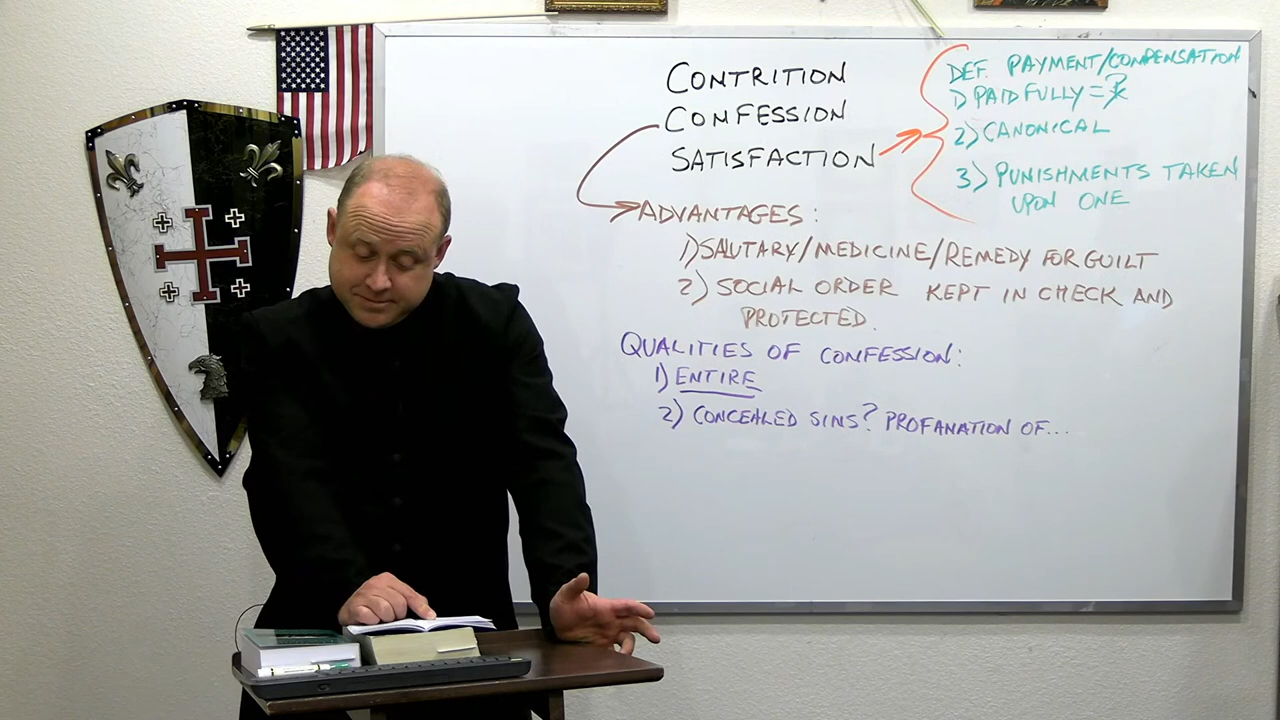 CONTRITION
CONFESSION
SATISFACTION
DEF. PAYMENT/COMPENSATION
1) PAID FULLY = 
2) CANONICAL
3) PUNISHMENTS TAKEN
UPON ONE
ADVANTAGES:
1) SALUTARY/MEDICINE/REMEDY FOR GUILT
2) SOCIAL ORDER KEPT IN CHECK AND
PROTECTED.
QUALITIES OF CONFESSION:
1) ENTIRE
2) CONCEALED SINS? PROFANATION OF...